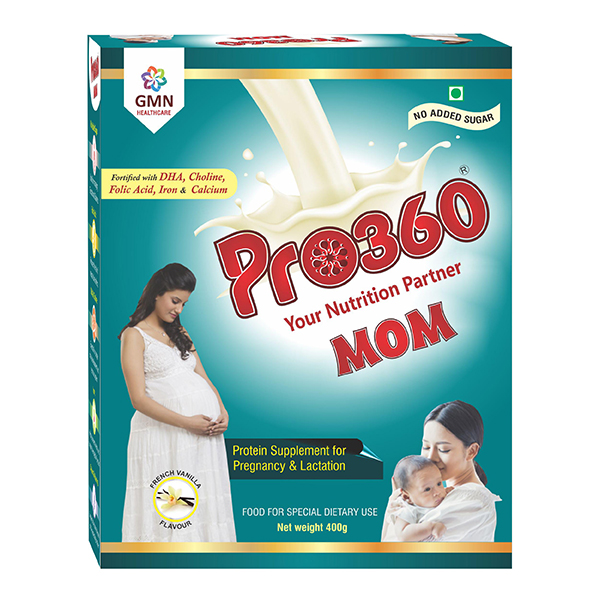 GMN
HEALTHCARE
NO ADDED SUGAR
Fortified with DHA, Choline,
Folic Acid, Iron & Calcium
Pro360®
Your Nutrition Partner
MOM
Protein Supplement for
Pregnancy & Lactation
FRENCH VANILLA
FLAVOUR
FOOD FOR SPECIAL DIETARY USE
Net weight 400g